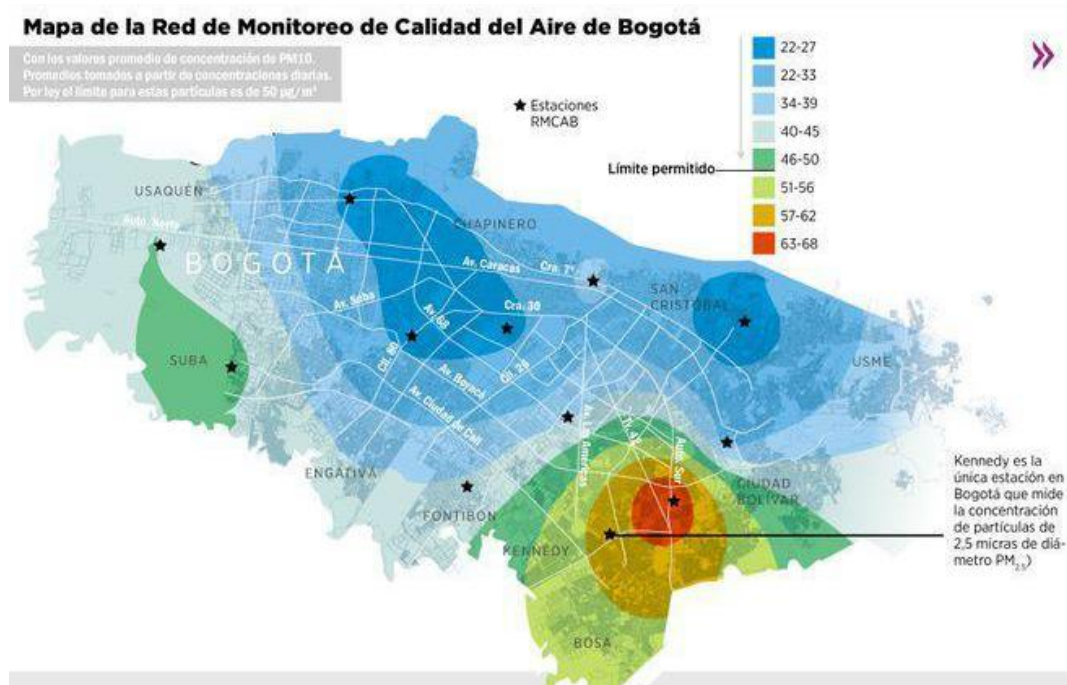 Mapa de la Red de Monitoreo de Calidad del Aire de Bogotá
Con los valores promedio de concentración de PM10.
Promedios tomados a partir de concentraciones diarias.
Por ley el límite para estas partículas es de 50 µg/m³
22-27
22-33
34-39
40-45
46-50
51-56
57-62
63-68
Límite permitido
Estaciones
RMCAB
USAQUÉN
Auto. Norte
BOGOTÁ
CHAPINERO
Av. Caracas
Cra. 7ª
SAN
CRISTÓBAL
Av. Suba
Av. 68
Cra. 30
USME
SUBA
Cll. 80
Av. Boyacá
Cll. 26
Av. Ciudad de Cali
Av. Las Américas
Auto. Sur
ENGATIVÁ
FONTIBÓN
CIUDAD
BOLÍVAR
KENNEDY
BOSA
Kennedy es la
única estación en
Bogotá que mide
la concentración
de partículas de
2,5 micras de diá-
metro PM2,5)